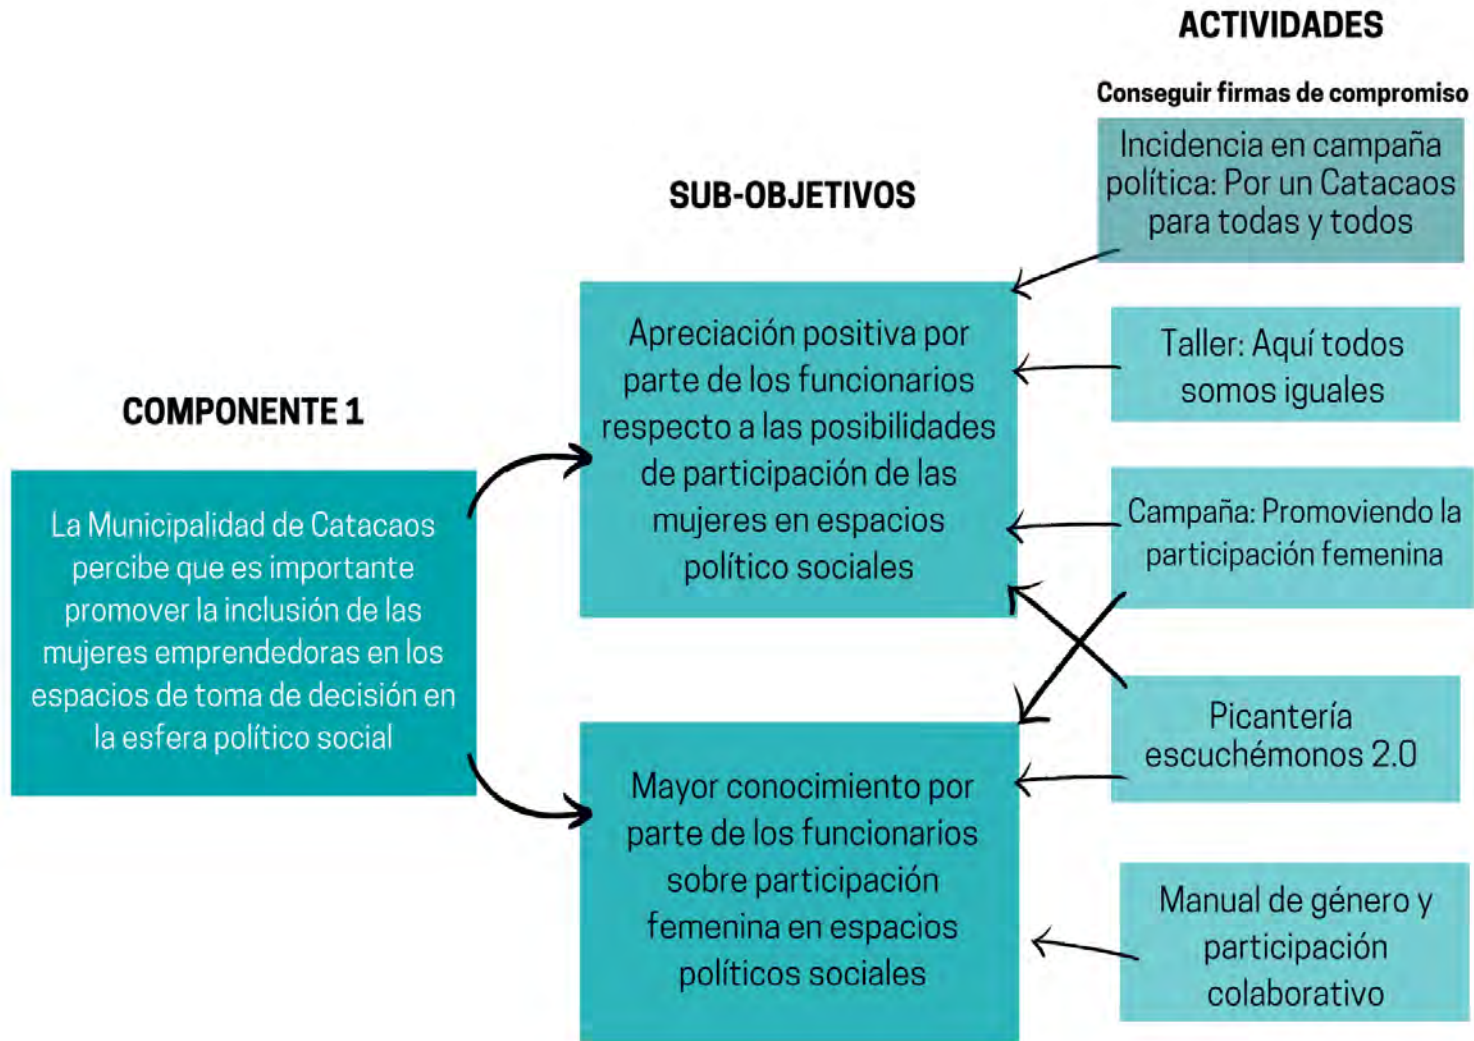 COMPONENTE 1
La Municipalidad de Catacaos
percibe que es importante
promover la inclusión de las
mujeres emprendedoras en los
espacios de toma de decisión en
la esfera político social
SUB-OBJETIVOS
Apreciación positiva por
parte de los funcionarios
respecto a las posibilidades
de participación de las
mujeres en espacios
político sociales
Mayor conocimiento por
parte de los funcionarios
sobre participación
femenina en espacios
políticos sociales
ACTIVIDADES
Conseguir firmas de compromiso
Incidencia en campaña
política: Por un Catacaos
para todas y todos
Taller: Aquí todos
somos iguales
Campaña: Promoviendo la
participación femenina
Picantería
escuchémonos 2.0
Manual de género y
participación
colaborativo